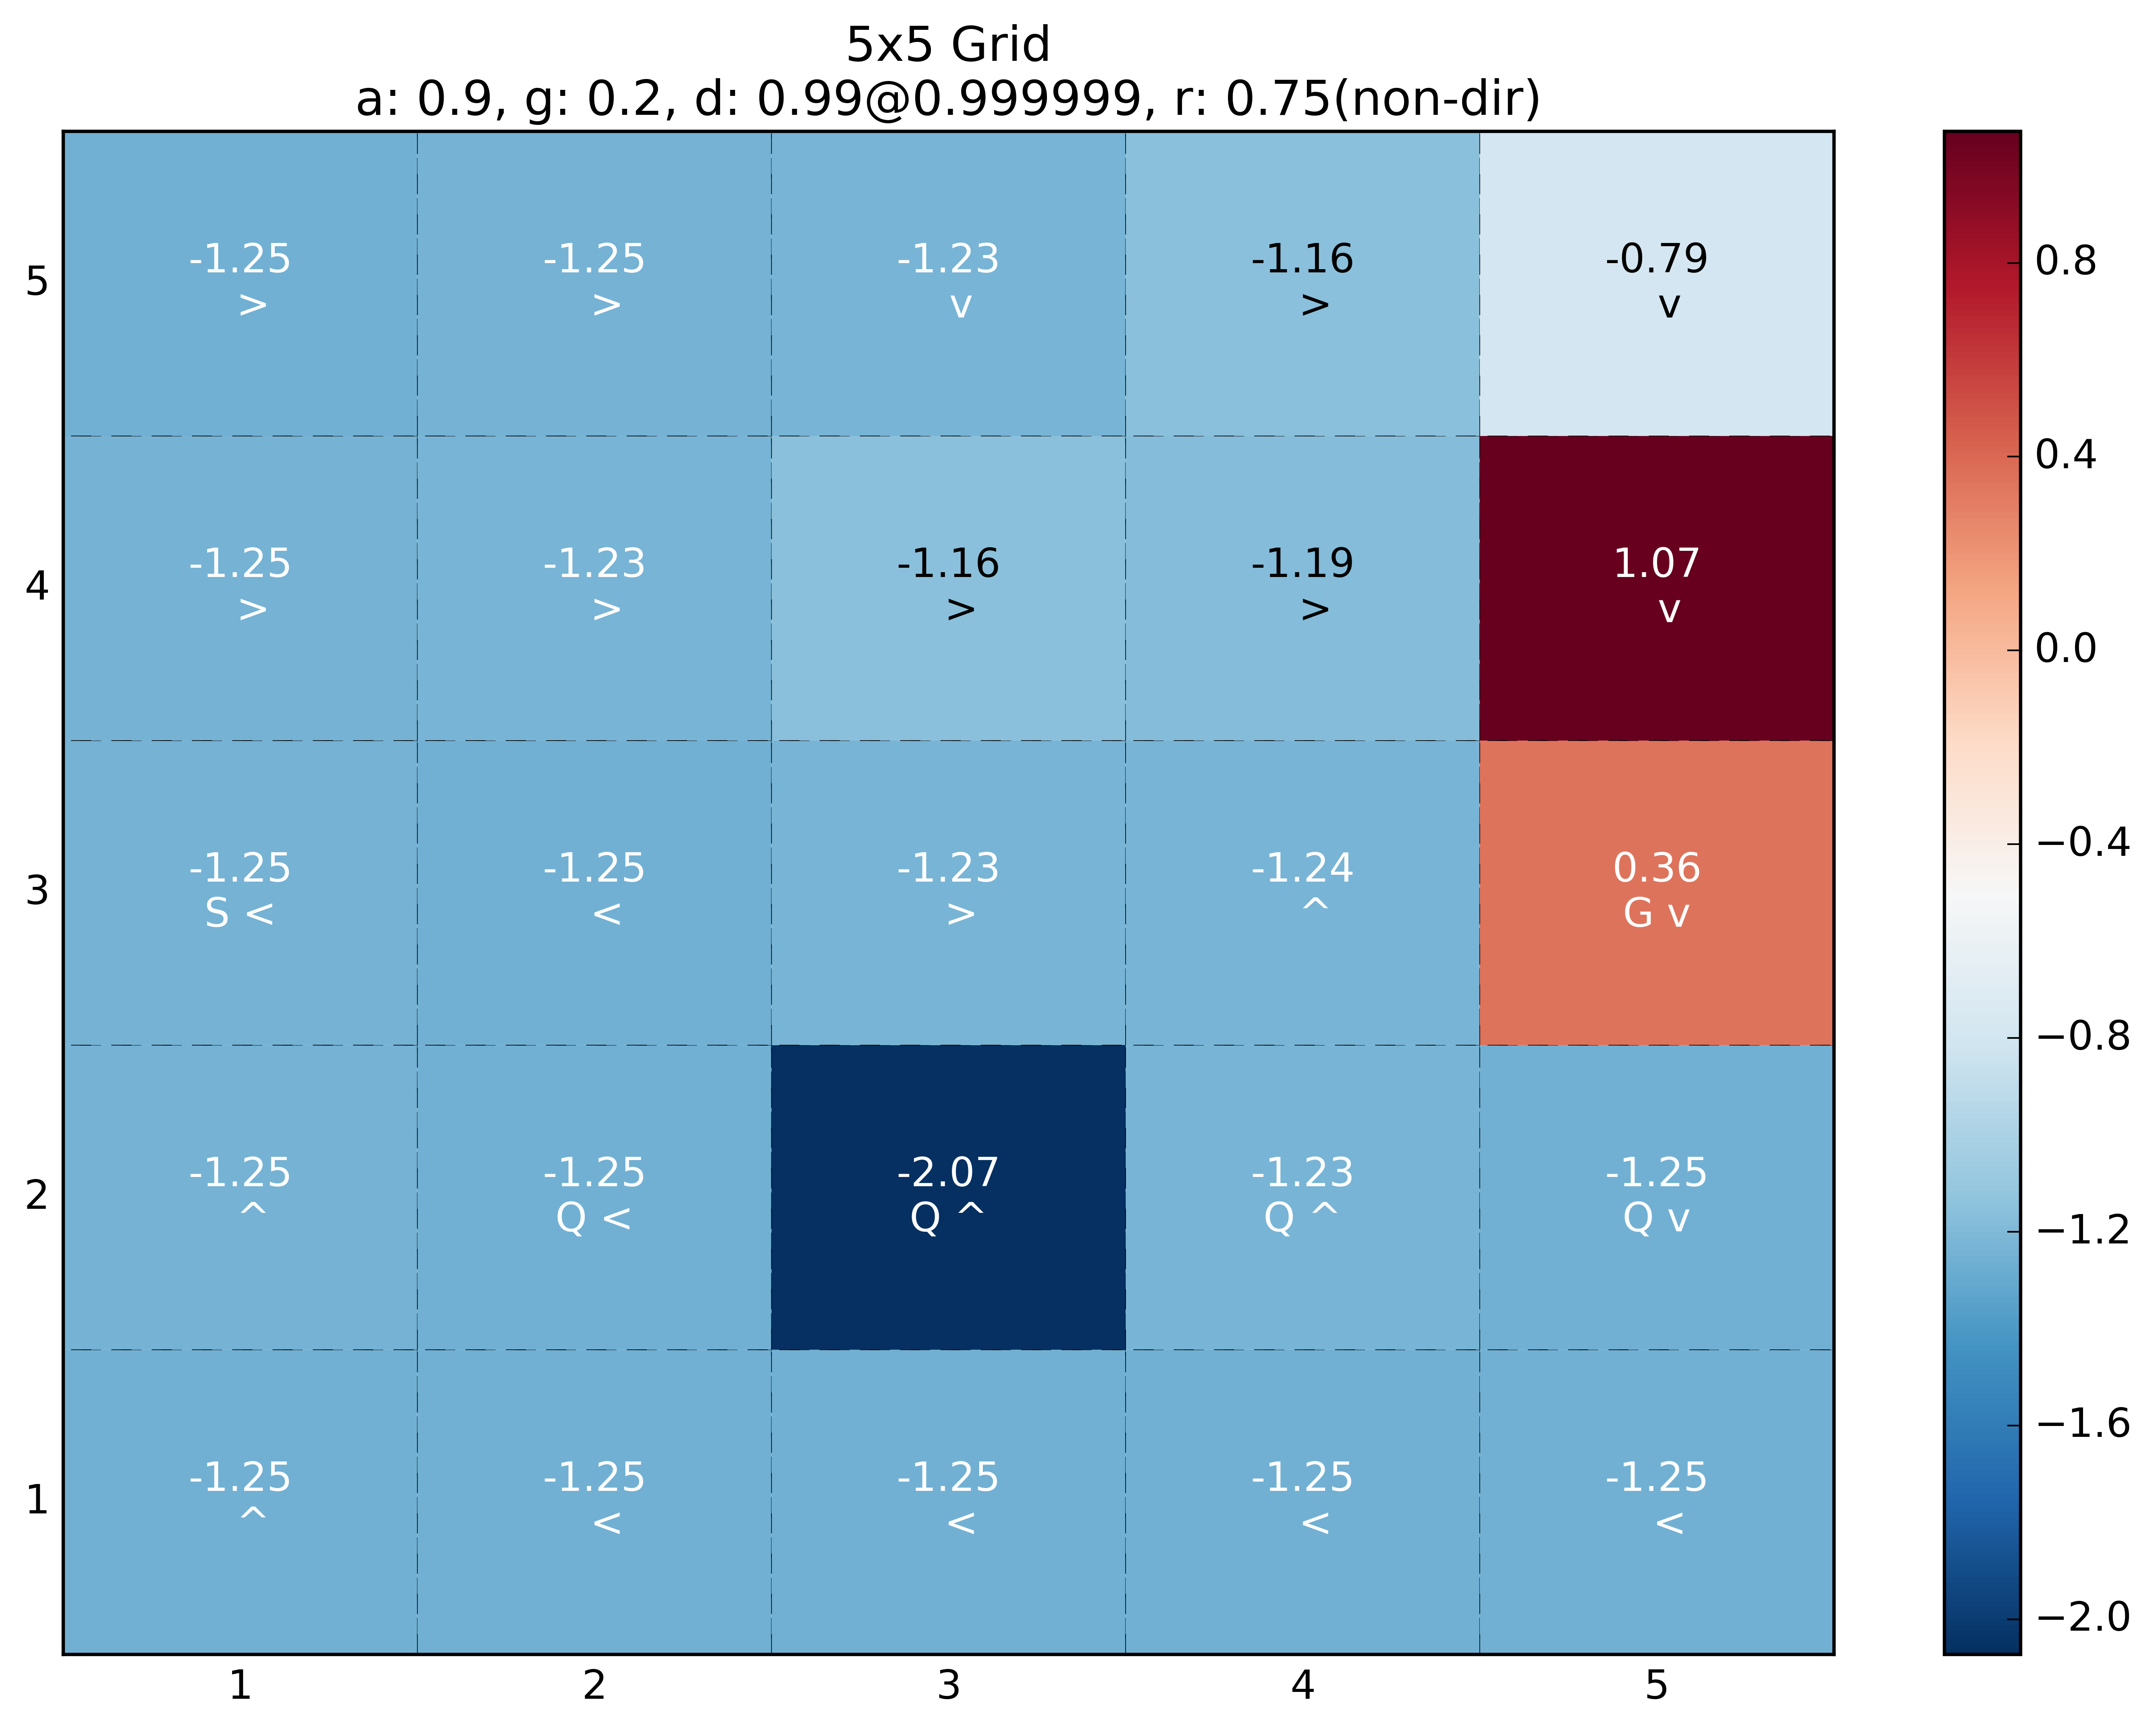 5x5 Grid
a: 0.9, g: 0.2, d: 0.99@0.999999, r: 0.75(non-dir)
5
-1.25 -1.25 -1.23 -1.16 -0.79
> > v > v
4
-1.25 -1.23 -1.16 -1.19 1.07
> > > > v
3
-1.25 -1.25 -1.23 -1.24 0.36
S < < > ^ G v
2
-1.25 -1.25 -2.07 -1.23 -1.25
^ Q < Q ^ Q ^ Q v
1
-1.25 -1.25 -1.25 -1.25 -1.25
^ < < < <
1 2 3 4 5
0.8
0.4
0.0
−0.4
−0.8
−1.2
−1.6
−2.0